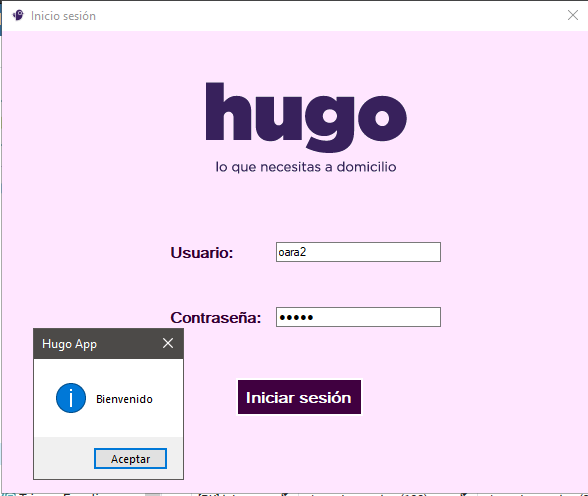 Inicio sesión
hugo
lo que necesitas a domicilio
Usuario:
oara2
Contraseña:
•••••
Hugo App
Bienvenido
Aceptar
Iniciar sesión